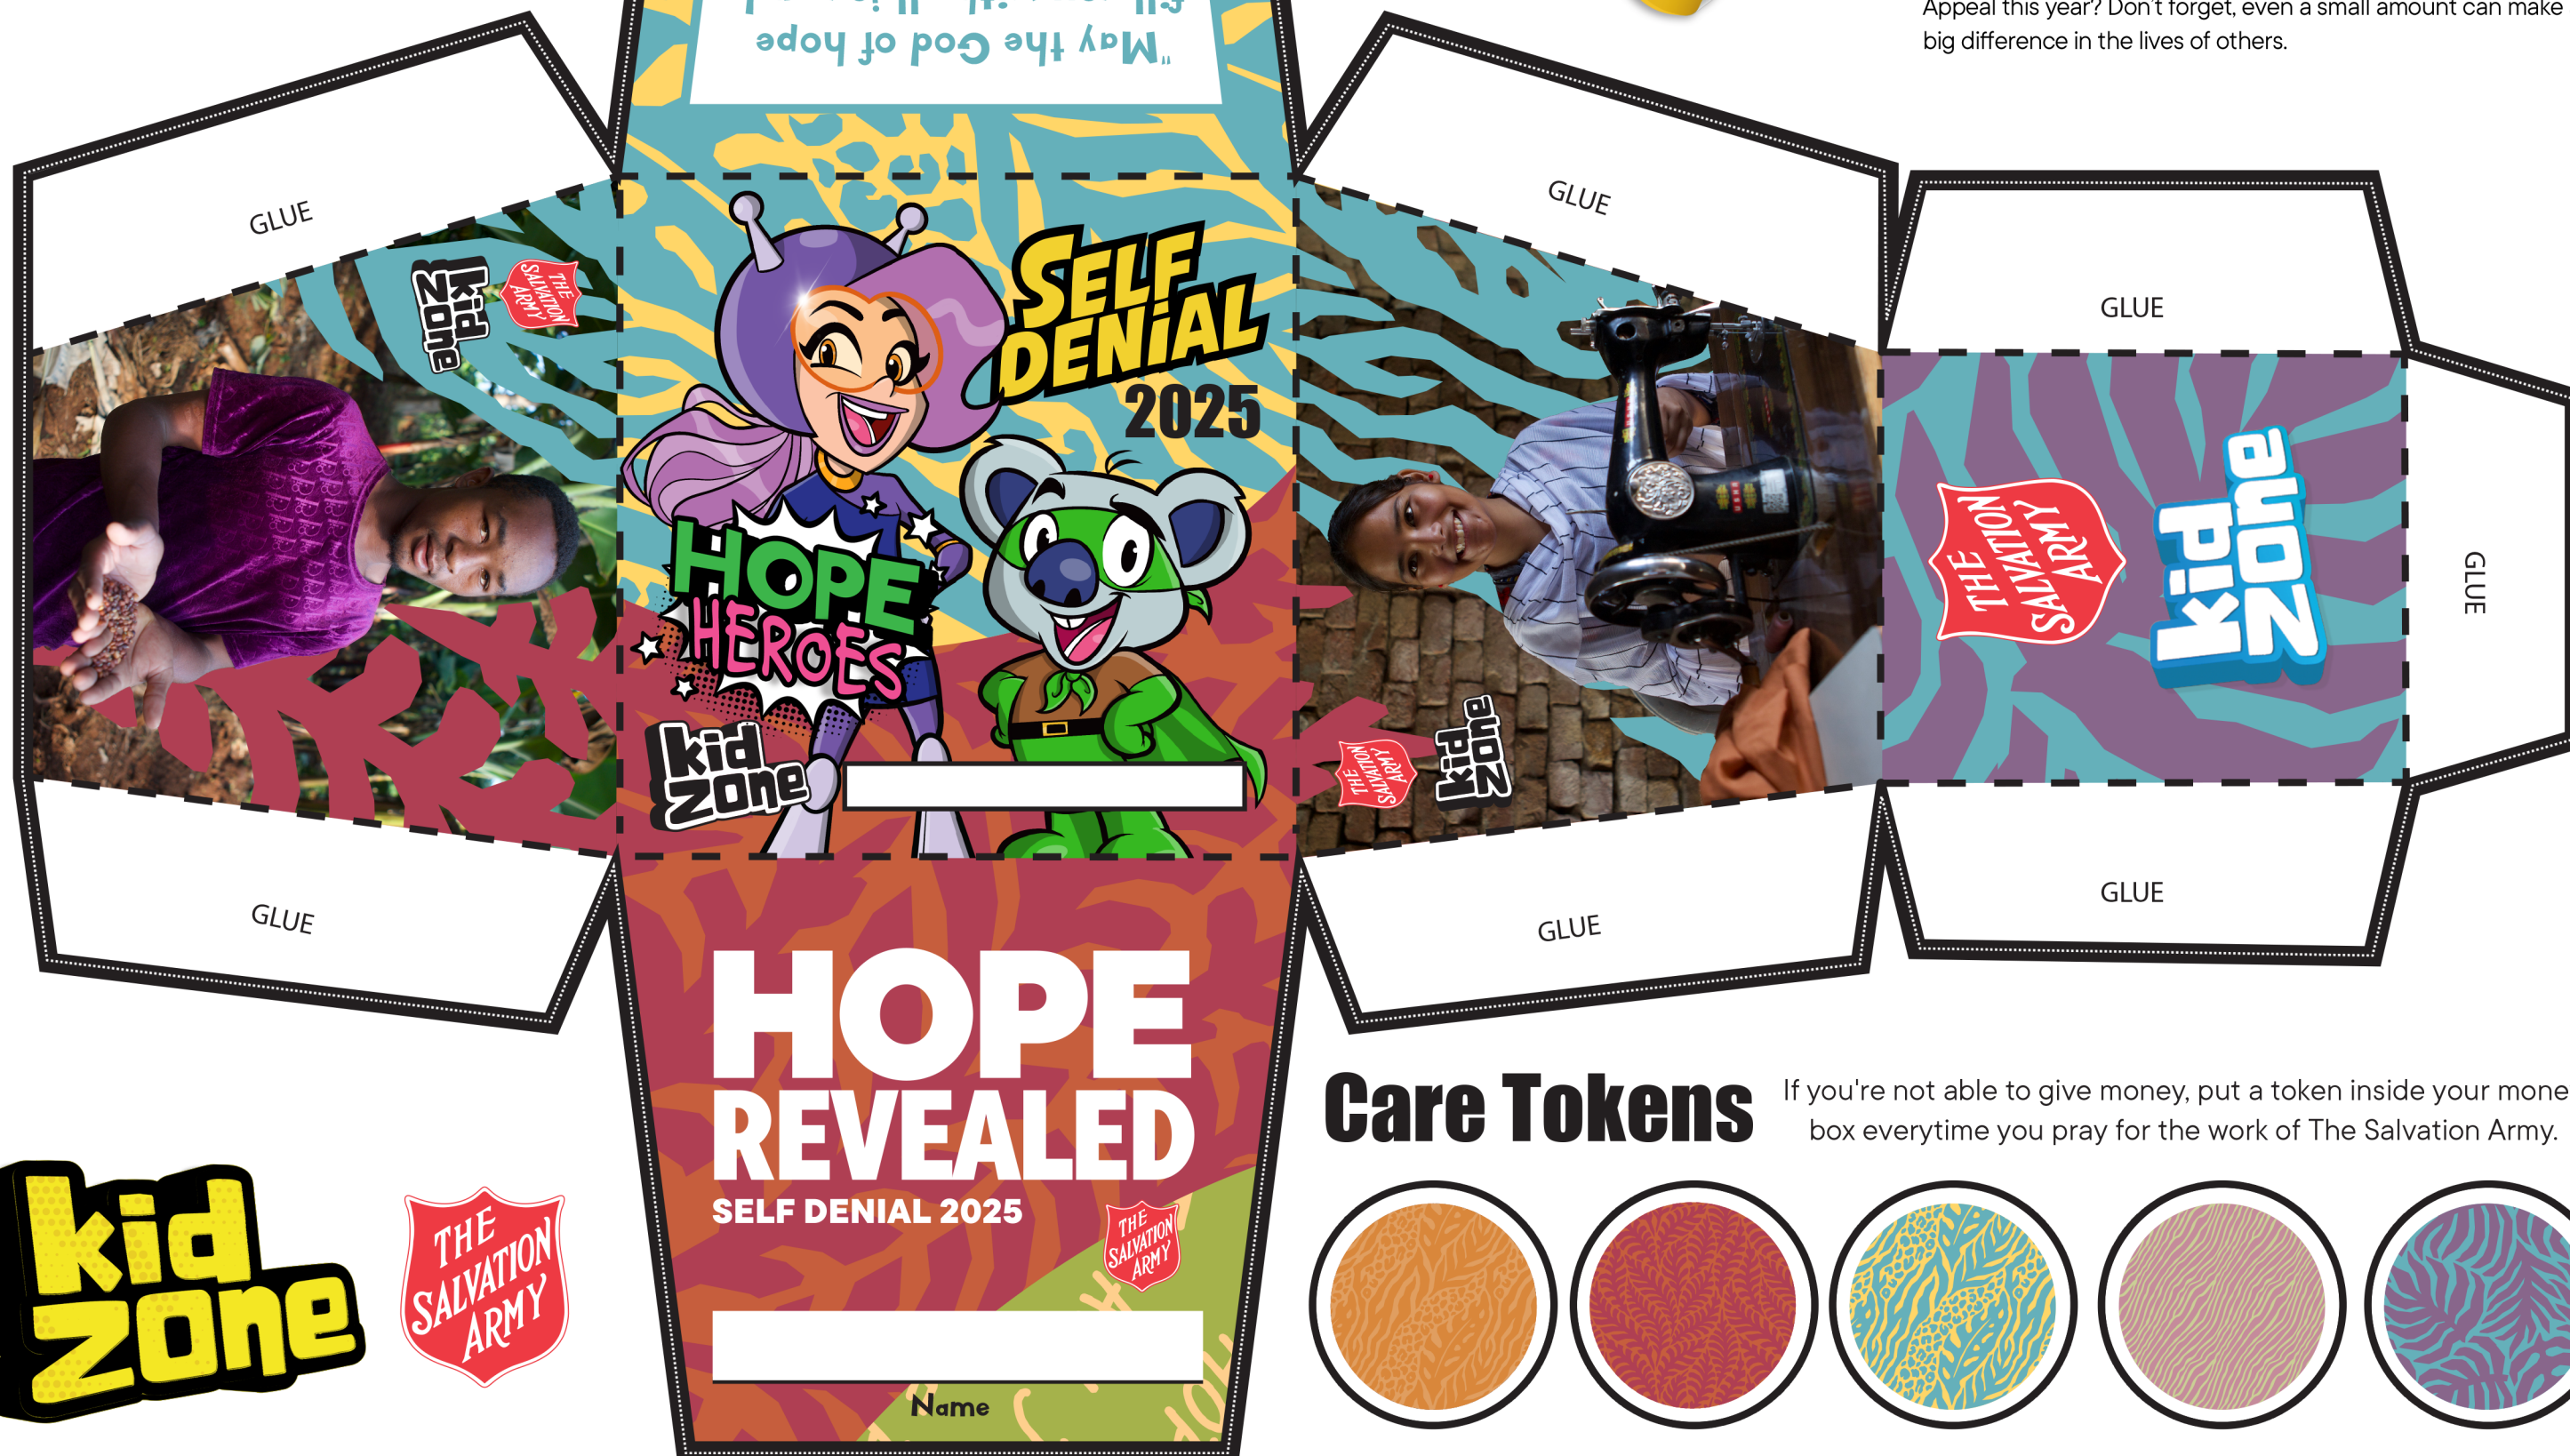 Appeal this year? Don't forget, even a small amount can make
big difference in the lives of others.
"May the God of hope
GLUE
GLUE
GLUE
kid
zone
THE
SALVATION
ARMY
SELF
DENIAL
2025
HOPE
HEROES
kid
zone
THE
SALVATION
ARMY
kid
zone
THE
SALVATION
ARMY
kid
zone
GLUE
GLUE
GLUE
GLUE
HOPE
REVEALED
SELF DENIAL 2025
THE
SALVATION
ARMY
Name
Care Tokens
If you're not able to give money, put a token inside your mone
box everytime you pray for the work of The Salvation Army.
kid
zone
THE
SALVATION
ARMY